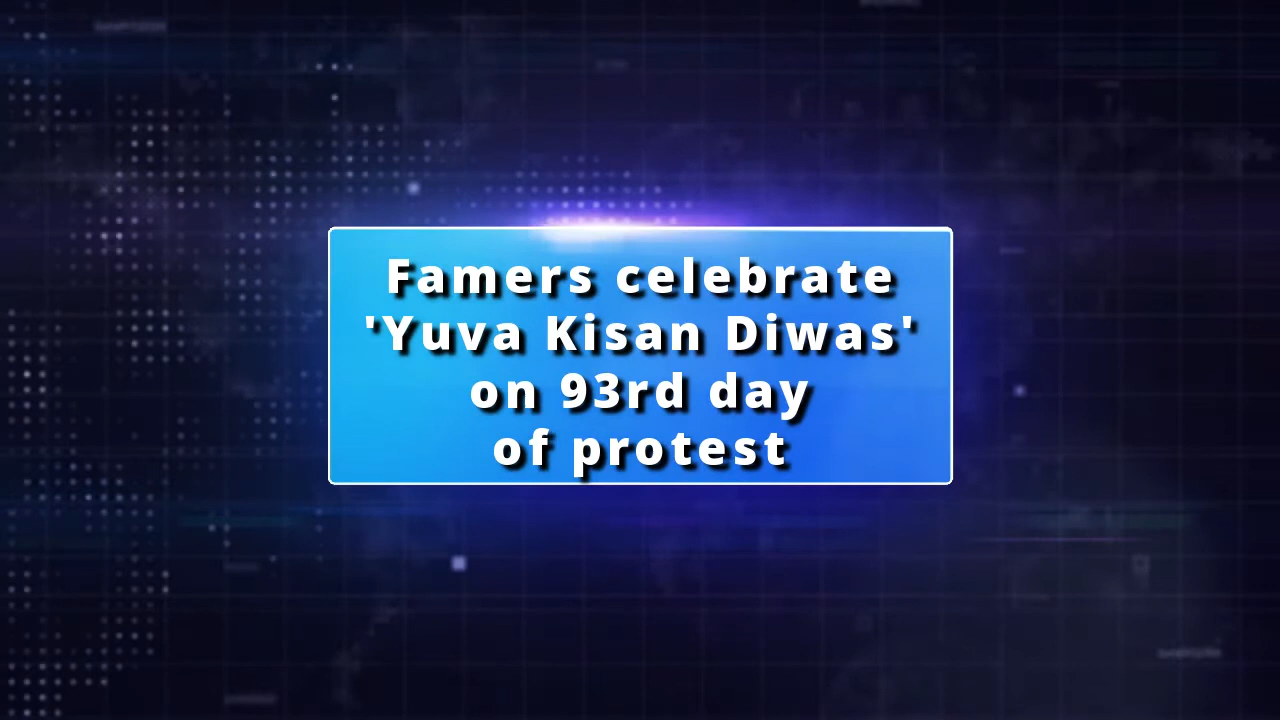 Famers celebrate
'Yuva Kisan Diwas'
on 93rd day
of protest